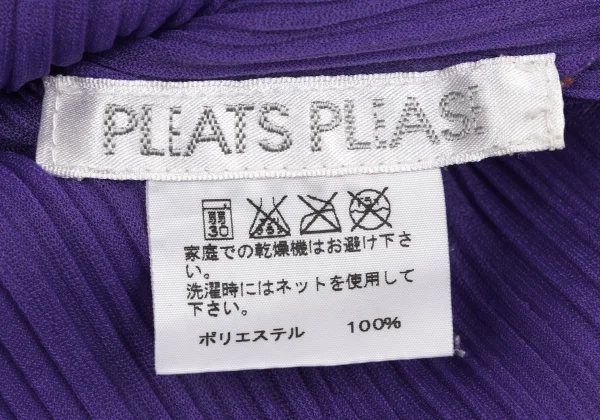 PLEATS PLEAS
弱
30
家庭での乾燥機はお避け下さ
い。
洗濯時にはネットを使用して
下さい。
ポリエステル 100%